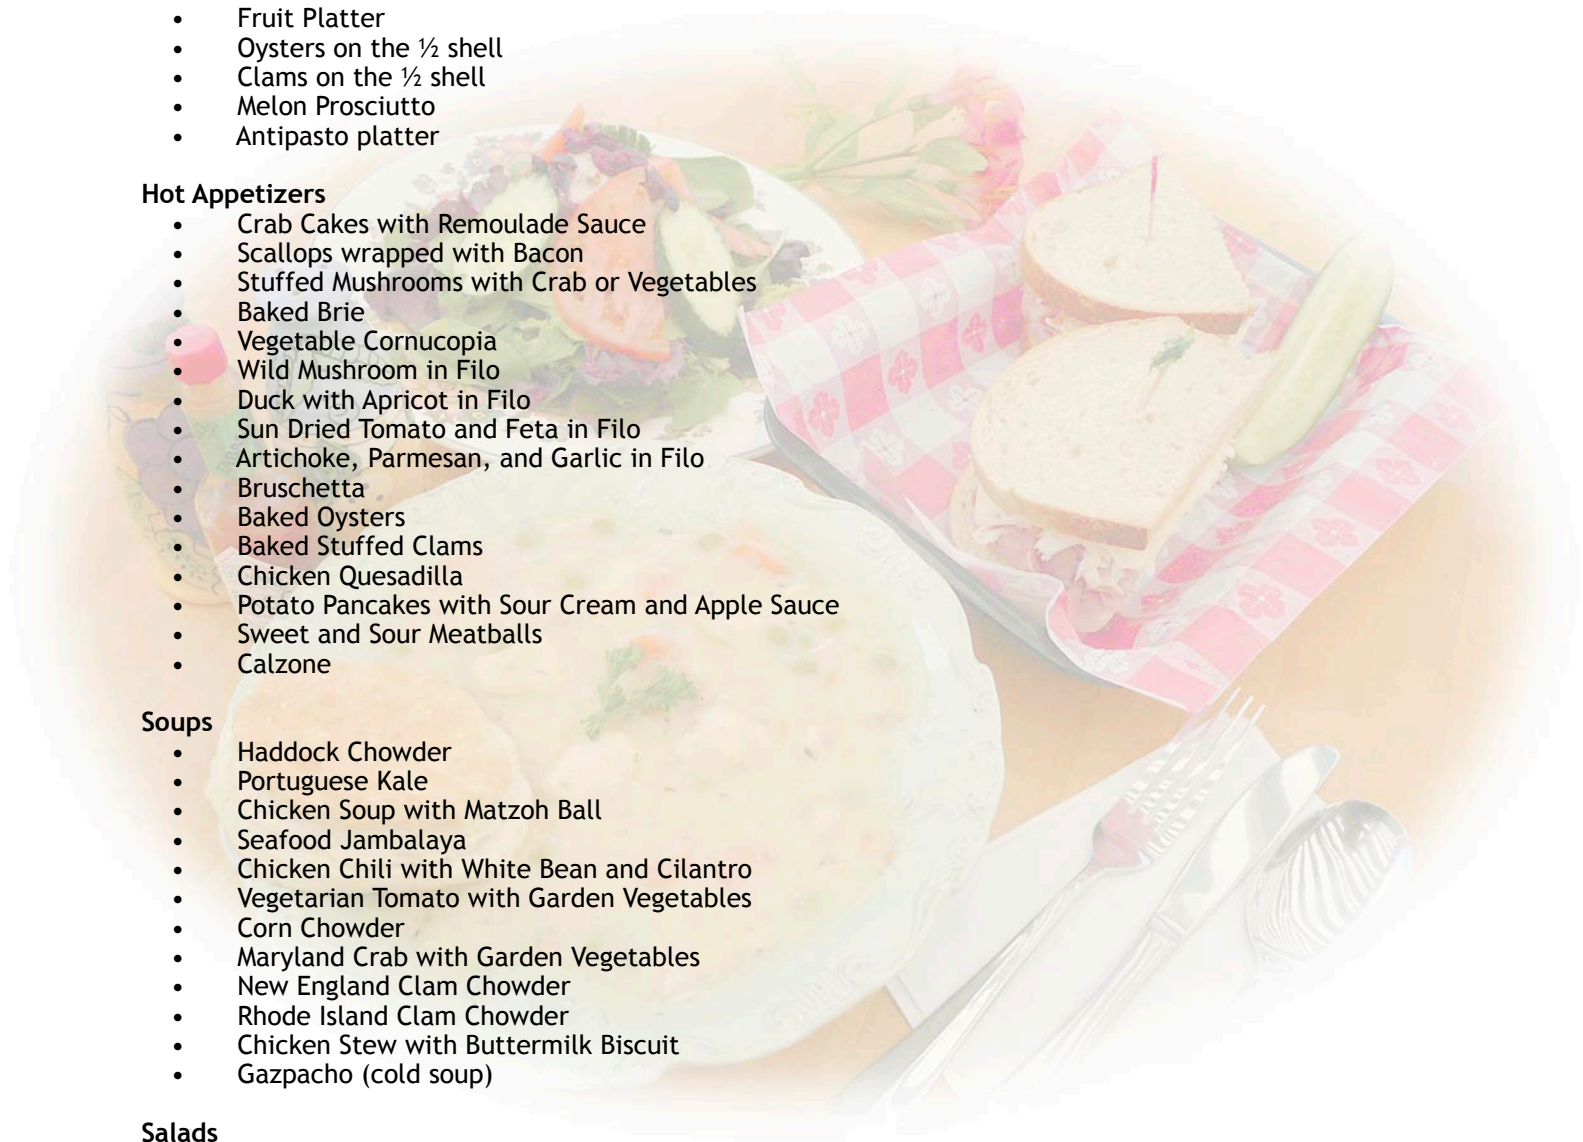 • Fruit Platter
• Oysters on the ½ shell
• Clams on the ½ shell
• Melon Prosciutto
• Antipasto platter
Hot Appetizers
• Crab Cakes with Remoulade Sauce
• Scallops wrapped with Bacon
• Stuffed Mushrooms with Crab or Vegetables
• Baked Brie
• Vegetable Cornucopia
• Wild Mushroom in Filo
• Duck with Apricot in Filo
• Sun Dried Tomato and Feta in Filo
• Artichoke, Parmesan, and Garlic in Filo
• Bruschetta
• Baked Oysters
• Baked Stuffed Clams
• Chicken Quesadilla
• Potato Pancakes with Sour Cream and Apple Sauce
• Sweet and Sour Meatballs
• Calzone
Soups
• Haddock Chowder
• Portuguese Kale
• Chicken Soup with Matzoh Ball
• Seafood Jambalaya
• Chicken Chili with White Bean and Cilantro
• Vegetarian Tomato with Garden Vegetables
• Corn Chowder
• Maryland Crab with Garden Vegetables
• New England Clam Chowder
• Rhode Island Clam Chowder
• Chicken Stew with Buttermilk Biscuit
• Gazpacho (cold soup)
Salads